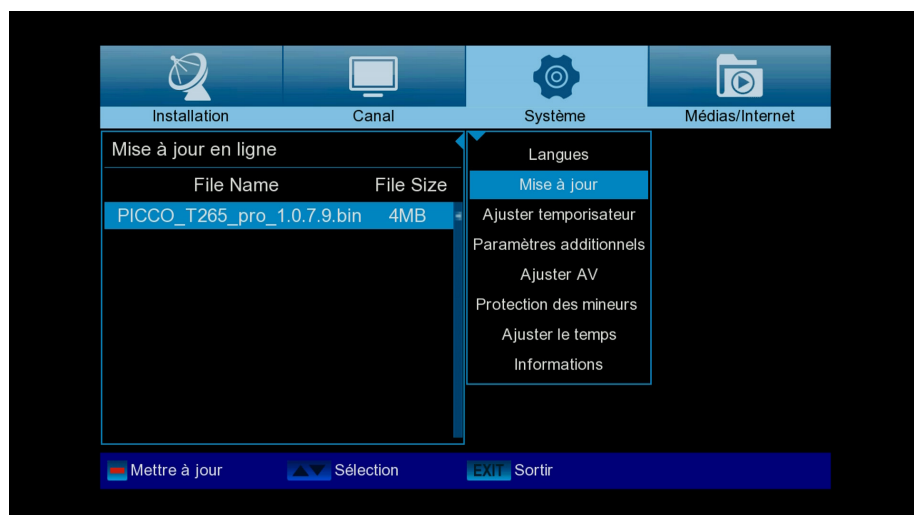 Installation
Canal
Système
Médias/Internet
Mise à jour en ligne
File Name
File Size
PICCO_T265_pro_1.0.7.9.bin
4MB
Langues
Mise à jour
Ajuster temporisateur
Paramètres additionnels
Ajuster AV
Protection des mineurs
Ajuster le temps
Informations
Mettre à jour
Sélection
EXIT Sortir